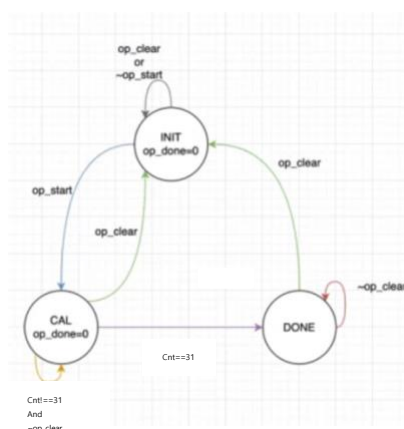 op_clear
or
~op_start
INIT
op_done=0
op_clear
op_start
op_clear
~op_clea
CAL
op_done=0
DONE
Cnt==31
Cnt!==31
And
~op_clear